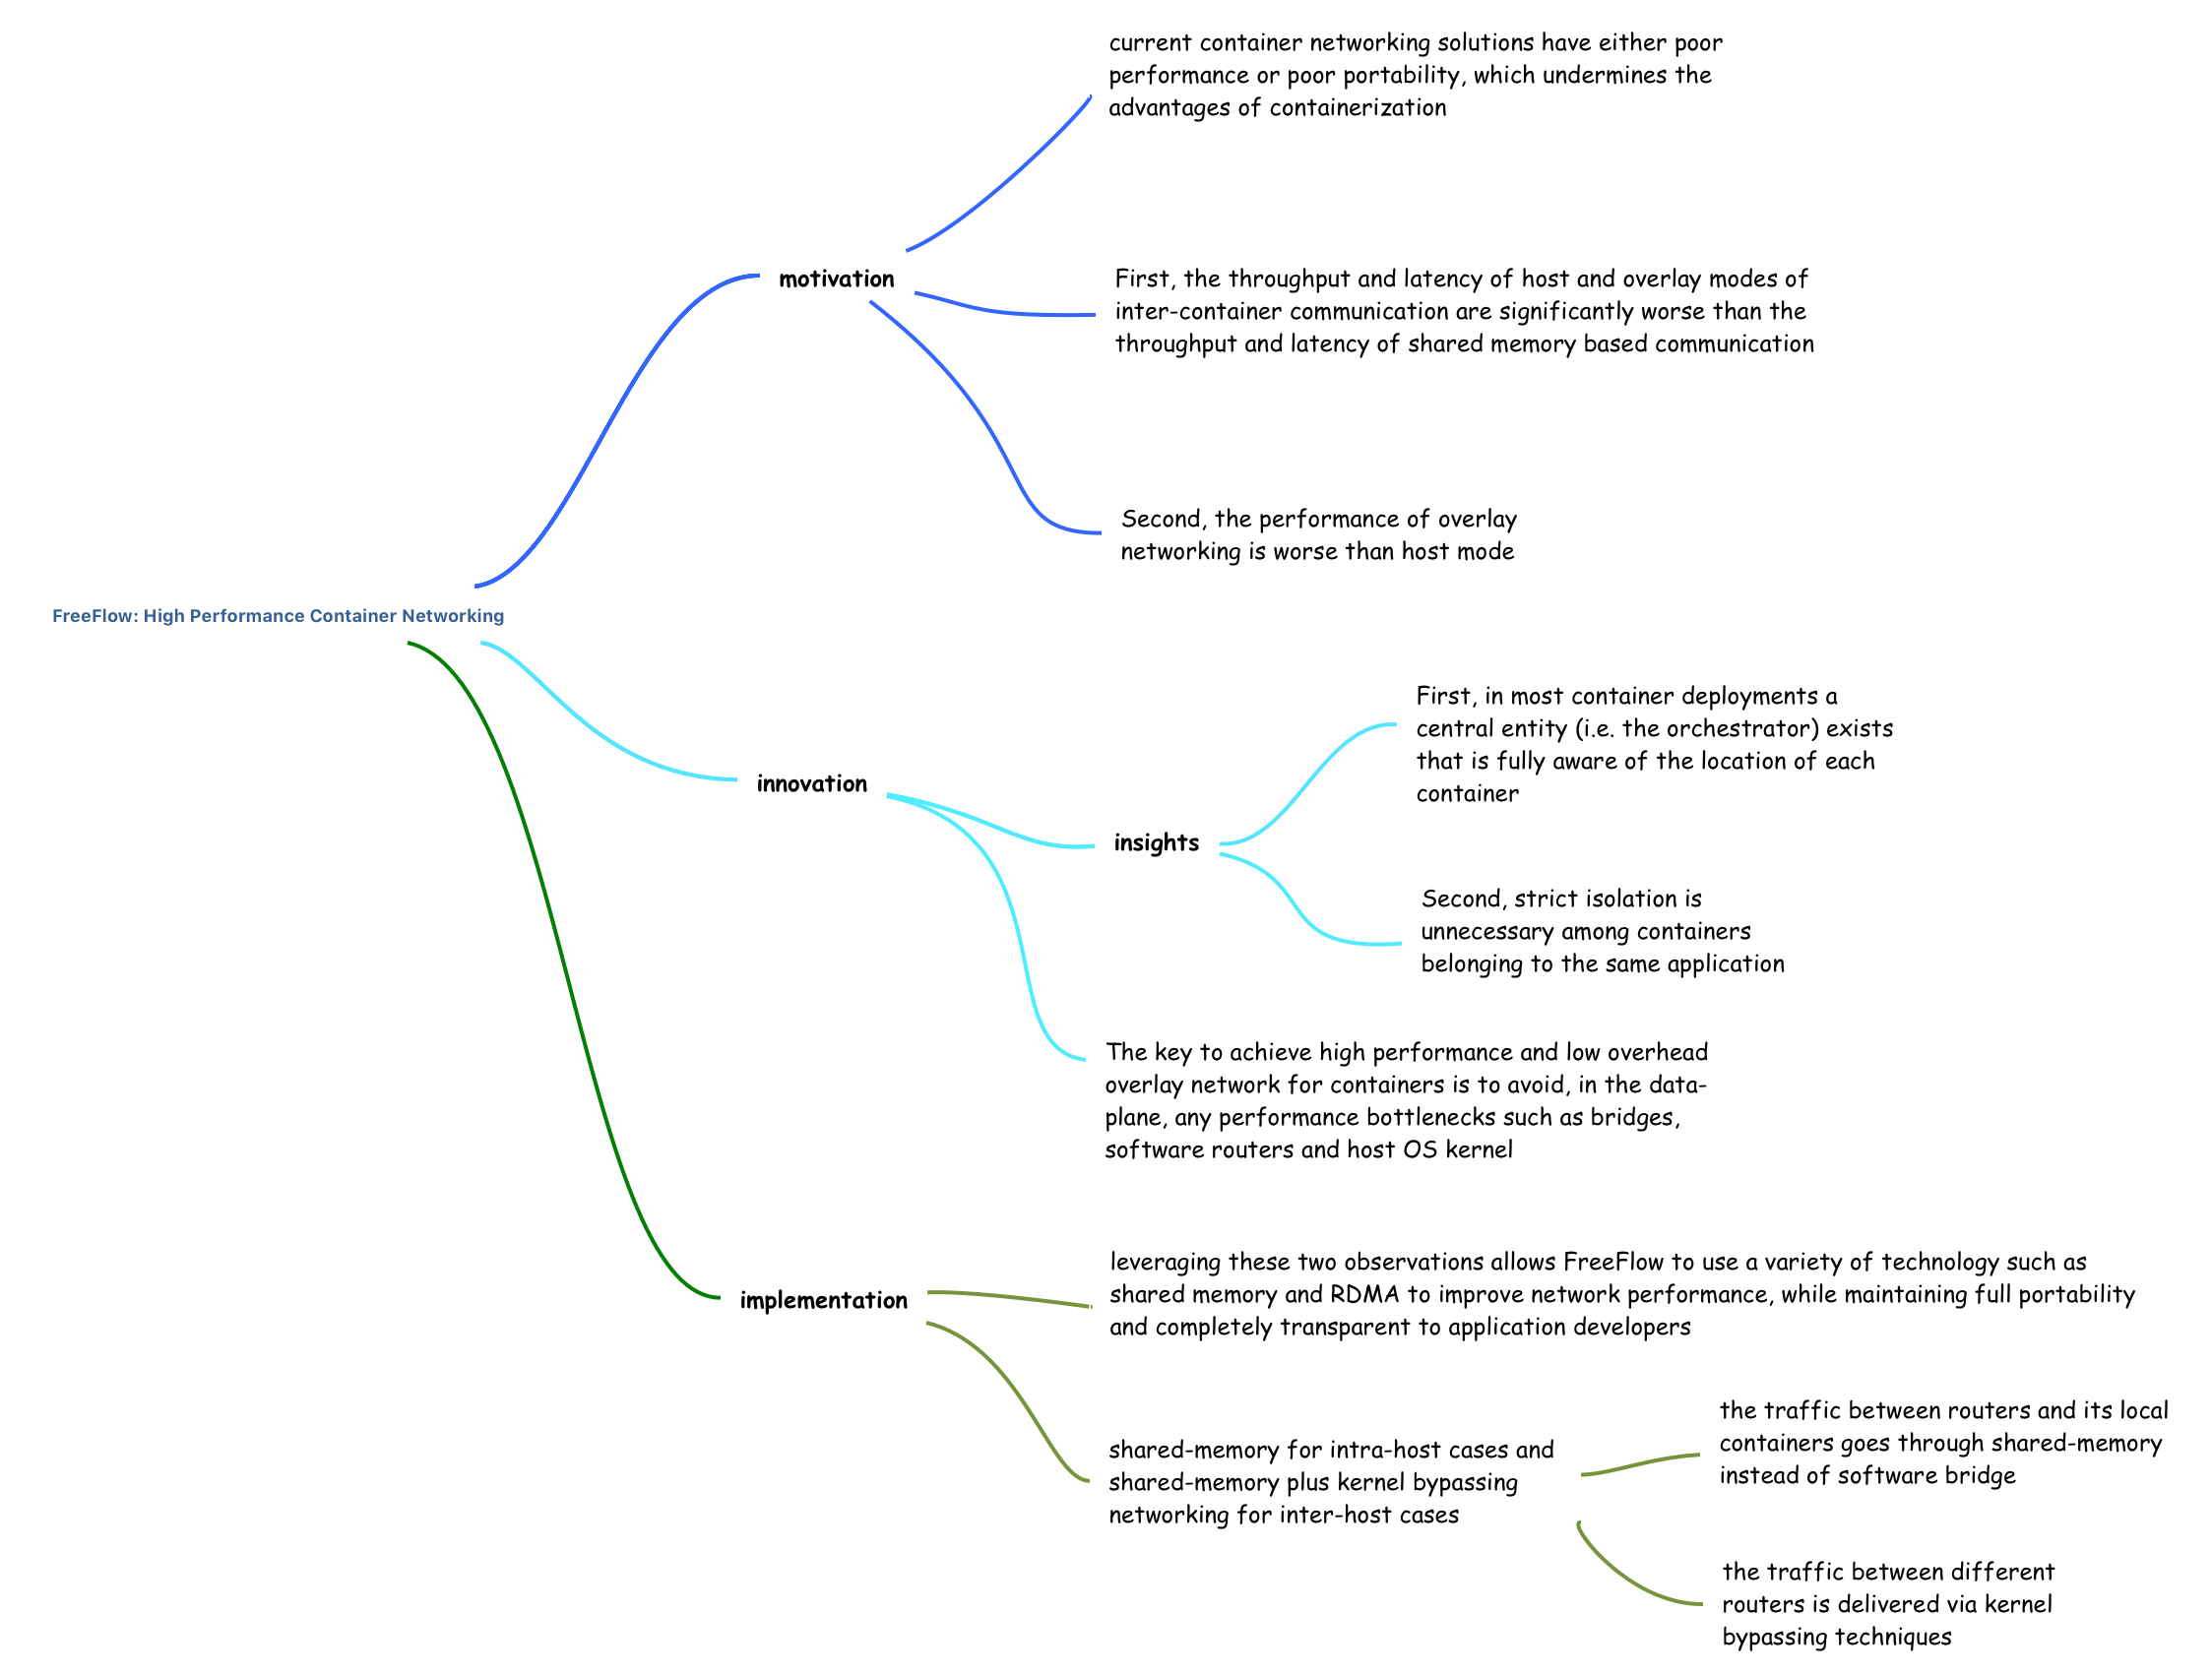 current container networking solutions have either poor
performance or poor portability, which undermines the
advantages of containerization
motivation
First, the throughput and latency of host and overlay modes of
inter-container communication are significantly worse than the
throughput and latency of shared memory based communication
Second, the performance of overlay
networking is worse than host mode
FreeFlow: High Performance Container Networking
innovation
insights
First, in most container deployments a
central entity (i.e. the orchestrator) exists
that is fully aware of the location of each
container
Second, strict isolation is
unnecessary among containers
belonging to the same application
The key to achieve high performance and low overhead
overlay network for containers is to avoid, in the data-
plane, any performance bottlenecks such as bridges,
software routers and host OS kernel
implementation
leveraging these two observations allows FreeFlow to use a variety of technology such as
shared memory and RDMA to improve network performance, while maintaining full portability
and completely transparent to application developers
shared-memory for intra-host cases and
shared-memory plus kernel bypassing
networking for inter-host cases
the traffic between routers and its local
containers goes through shared-memory
instead of software bridge
the traffic between different
routers is delivered via kernel
bypassing techniques